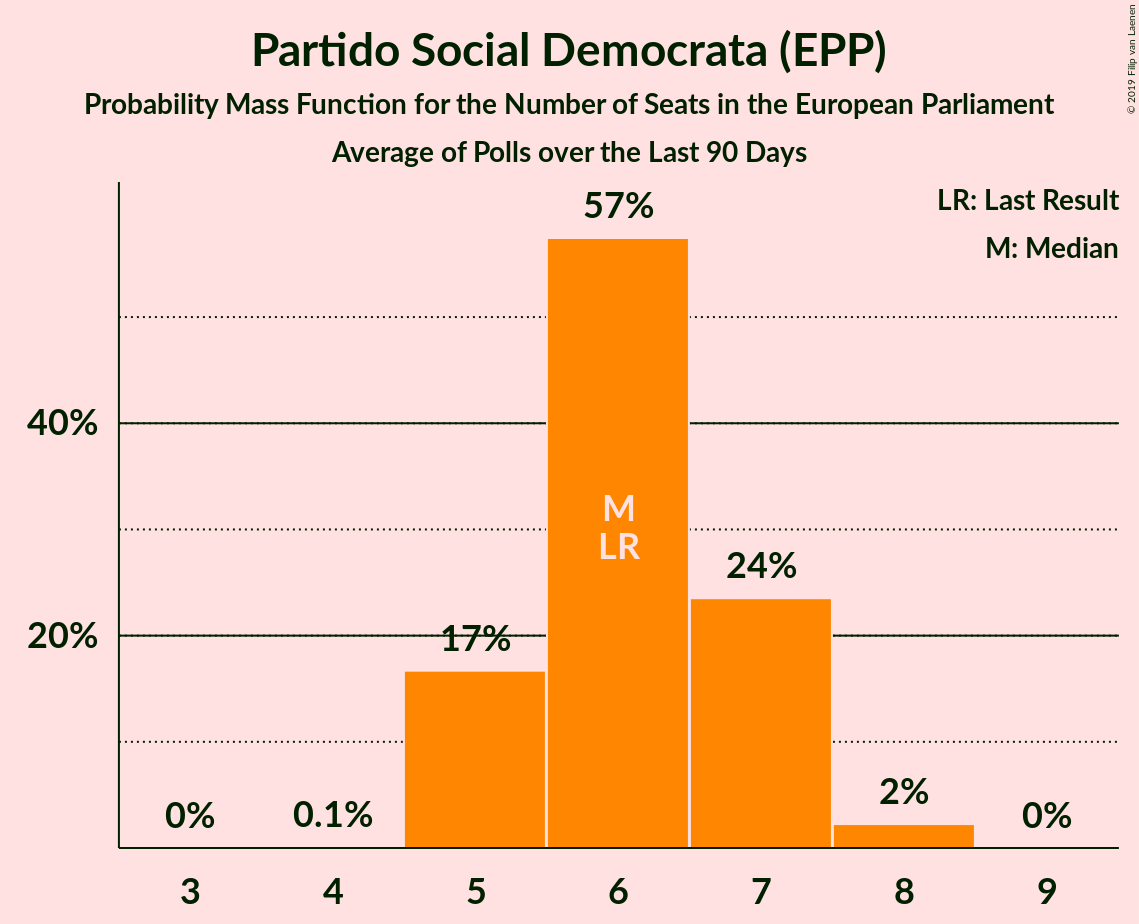 Partido Social Democrata (EPP)
Probability Mass Function for the Number of Seats in the European Parliament
Average of Polls over the Last 90 Days
© 2019 Filip van Laenen
LR: Last Result
M: Median
57%
40%
M
LR
24%
20%
17%
0%
0.1%
2%
0%
3 4 5 6 7 8 9